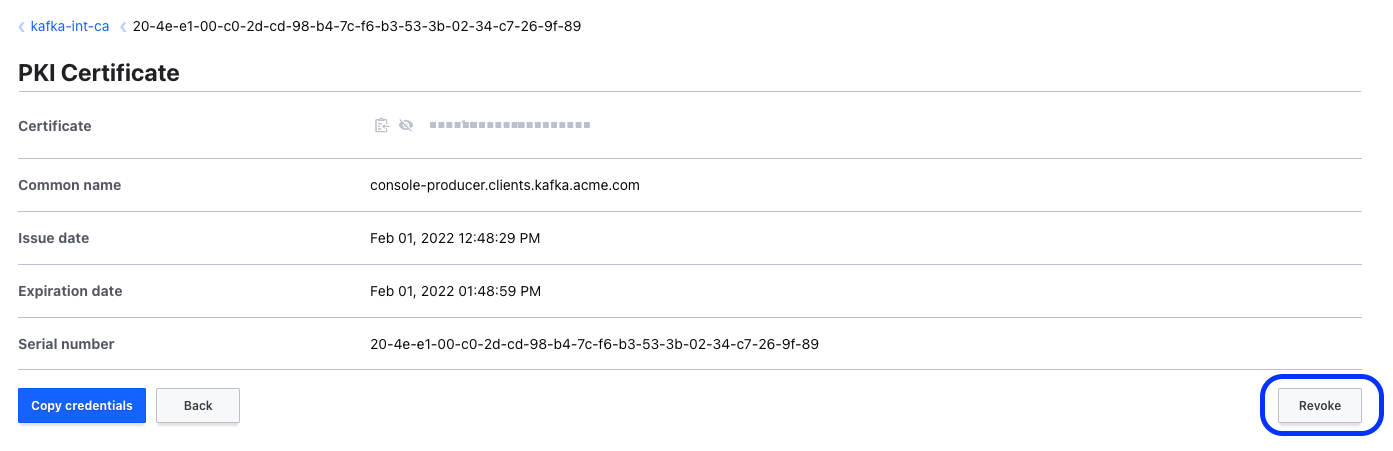 kafka-int-ca 20-4e-e1-00-c0-2d-cd-98-b4-7c-f6-b3-53-3b-02-34-c7-26-9f-89
PKI Certificate
Certificate
Common name console-producer.clients.kafka.acme.com
Issue date Feb 01, 2022 12:48:29 PM
Expiration date Feb 01, 2022 01:48:59 PM
Serial number 20-4e-e1-00-c0-2d-cd-98-b4-7c-f6-b3-53-3b-02-34-c7-26-9f-89
Copy credentials Back Revoke